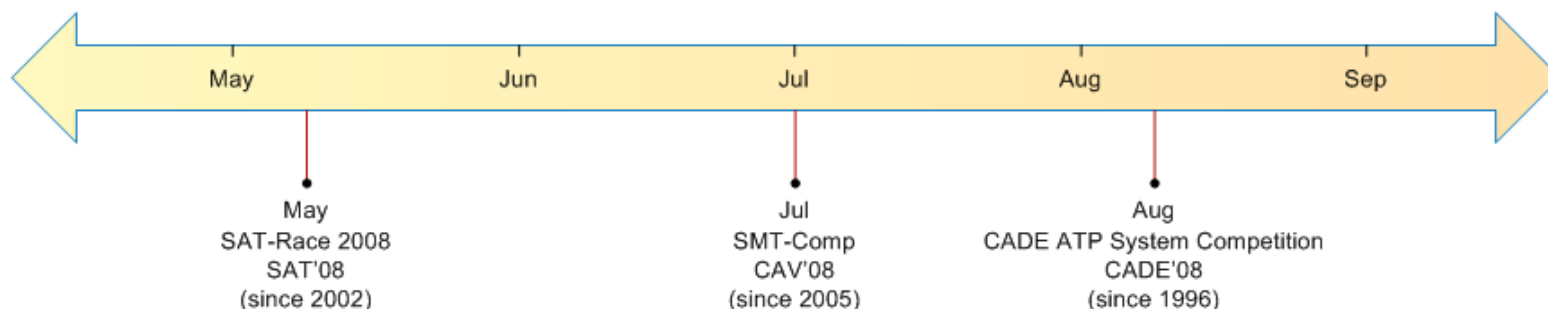 May Jun Jul Aug Sep
May
SAT-Race 2008
SAT'08
(since 2002)
Jul
SMT-Comp
CAV'08
(since 2005)
Aug
CADE ATP System Competition
CADE'08
(since 1996)